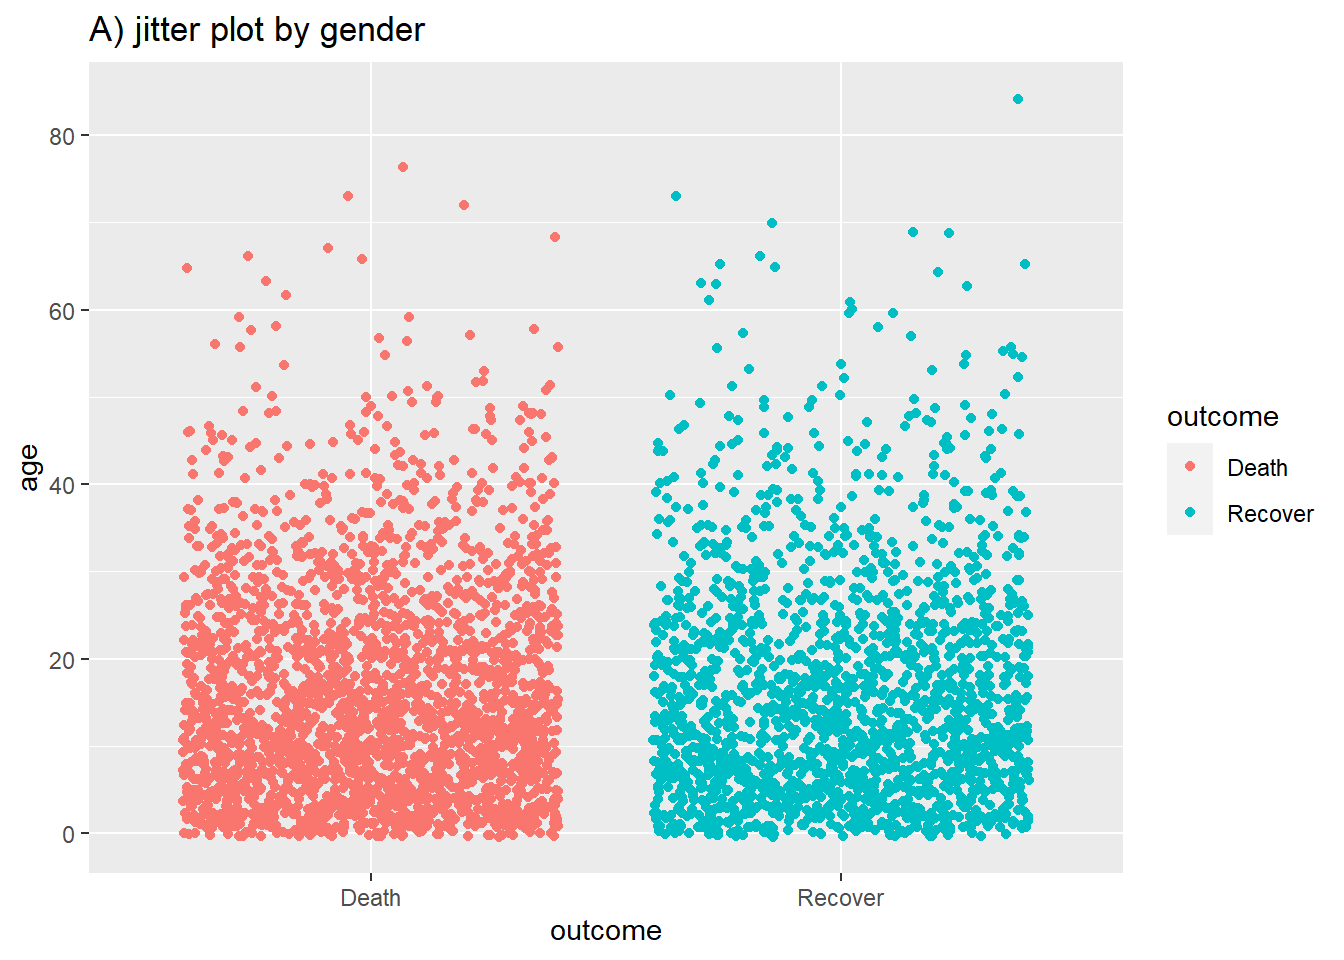 A) jitter plot by gender
age
80
60
40
20
0
Death
Recover
outcome
outcome
Death
Recover